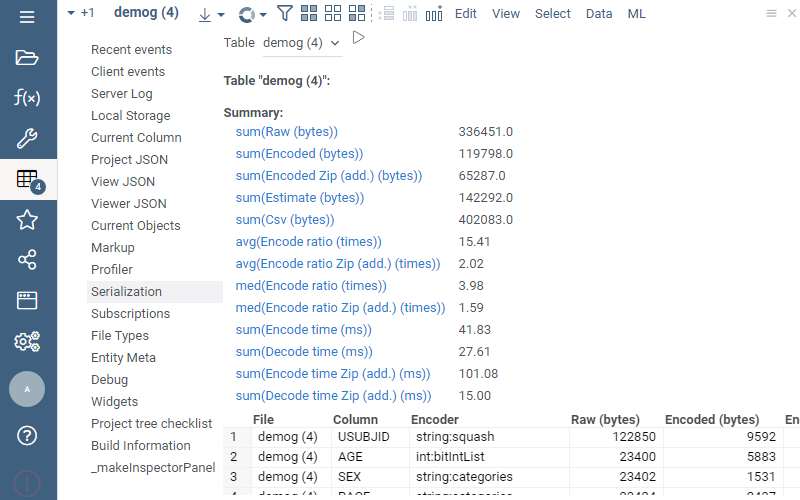 +1 demog (4) Edit View Select Data ML
f(x)
4
A
Recent events
Client events
Server Log
Local Storage
Current Column
Project JSON
View JSON
Viewer JSON
Current Objects
Markup
Profiler
Serialization
Subscriptions
File Types
Entity Meta
Debug
Widgets
Project tree checklist
Build Information
_makeInspectorPanel
Table demog (4)
Table "demog (4)":
Summary:
sum(Raw (bytes)) 336451.0
sum(Encoded (bytes)) 119798.0
sum(Encoded Zip (add.) (bytes)) 65287.0
sum(Estimate (bytes)) 142292.0
sum(Csv (bytes)) 402083.0
avg(Encode ratio (times)) 15.41
avg(Encode ratio Zip (add.) (times)) 2.02
med(Encode ratio (times)) 3.98
med(Encode ratio Zip (add.) (times)) 1.59
sum(Encode time (ms)) 41.83
sum(Decode time (ms)) 27.61
sum(Encode time Zip (add.) (ms)) 101.08
sum(Decode time Zip (add.) (ms)) 15.00
File Column Encoder Raw (bytes) Encoded (bytes)
1 demog (4) USUBJID string:squash 122850 9592
2 demog (4) AGE int:bitIntList 23400 5883
3 demog (4) SEX string:categories 23402 1531